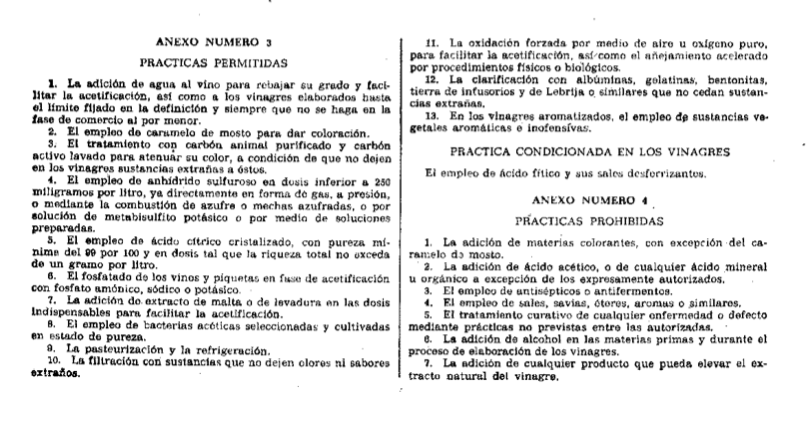 ANEXO NUMERO 3
PRACTICAS PERMITIDAS
1. La adición de agua al vino para rebajar su grado y faci-
litar la acetificación, así como a los vinagres elaborados hasta
el límite fijado en la definición y siempre que no se haga en la
fase de comercio al por menor.
2. El empleo de caramelo de mosto para dar coloración.
3. El tratamiento con carbón animal purificado y carbón
activo lavado para atenuar su color, a condición de que no dejen
en los vinagres sustancias extrañas a éstos.
4. El empleo de anhídrido sulfuroso en dosis inferior a 250
miligramos por litro, ya directamente en forma de gas, a presión,
o mediante la combustión de azufre o mechas azufradas, o por
solución de metabisulfito potásico o por medio de soluciones
preparadas.
5. El empleo de ácido cítrico cristalizado, con pureza mí-
nima del 99 por 100 y en dosis tal que la riqueza total no exceda
de un gramo por litro.
6. El fosfatado de los vinos y piquetas en fase de acetificación
con fosfato amónico, sódico o potásico.
7. La adición de extracto de malta o de levadura en las dosis
indispensables para facilitar la acetificación.
8. El empleo de bacterias acéticas seleccionadas y cultivadas
en estado de pureza.
9. La pasteurización y la refrigeración.
10. La filtración con sustancias que no dejen olores ni sabores
extraños.
11. La oxidación forzada por medio de aire u oxígeno puro,
para facilitar la acetificación, así como el añejamiento acelerado
por procedimientos físicos o biológicos.
12. La clarificación con albúminas, gelatinas, bentonitas,
tierra de infusorios y de Lebrija o similares que no cedan sustan-
cias extrañas.
13. En los vinagres aromatizados, el empleo de sustancias ve-
getales aromáticas e inofensivas.
PRACTICA CONDICIONADA EN LOS VINAGRES
El empleo de ácido fítico y sus sales desferrizantes.
ANEXO NUMERO 4
PRACTICAS PROHIBIDAS
1. La adición de materias colorantes, con excepción del ca-
ramelo de mosto.
2. La adición de ácido acético, o de cualquier ácido mineral
u orgánico a excepción de los expresamente autorizados.
3. El empleo de antisépticos o antifermentos.
4. El empleo de sales, savias, éteres, aromas o similares.
5. El tratamiento curativo de cualquier enfermedad o defecto
mediante prácticas no previstas entre las autorizadas.
6. La adición de alcohol en las materias primas y durante el
proceso de elaboración de los vinagres.
7. La adición de cualquier producto que pueda elevar el ex-
tracto natural del vinagre.